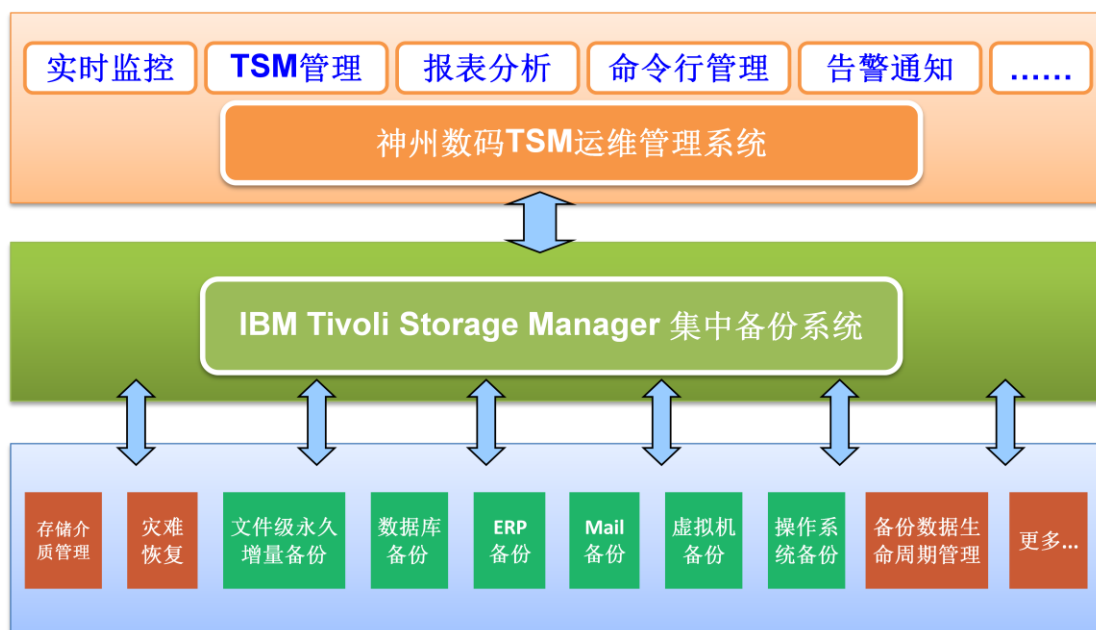 实时监控 TSM管理 报表分析 命令行管理 告警通知 ......
神州数码TSM运维管理系统
IBM Tivoli Storage Manager 集中备份系统
存储介
质管理
灾难
恢复
文件级永久
增量备份
数据库
备份
ERP
备份
Mail
备份
虚拟机
备份
操作系
统备份
备份数据生
命周期管理
更多...